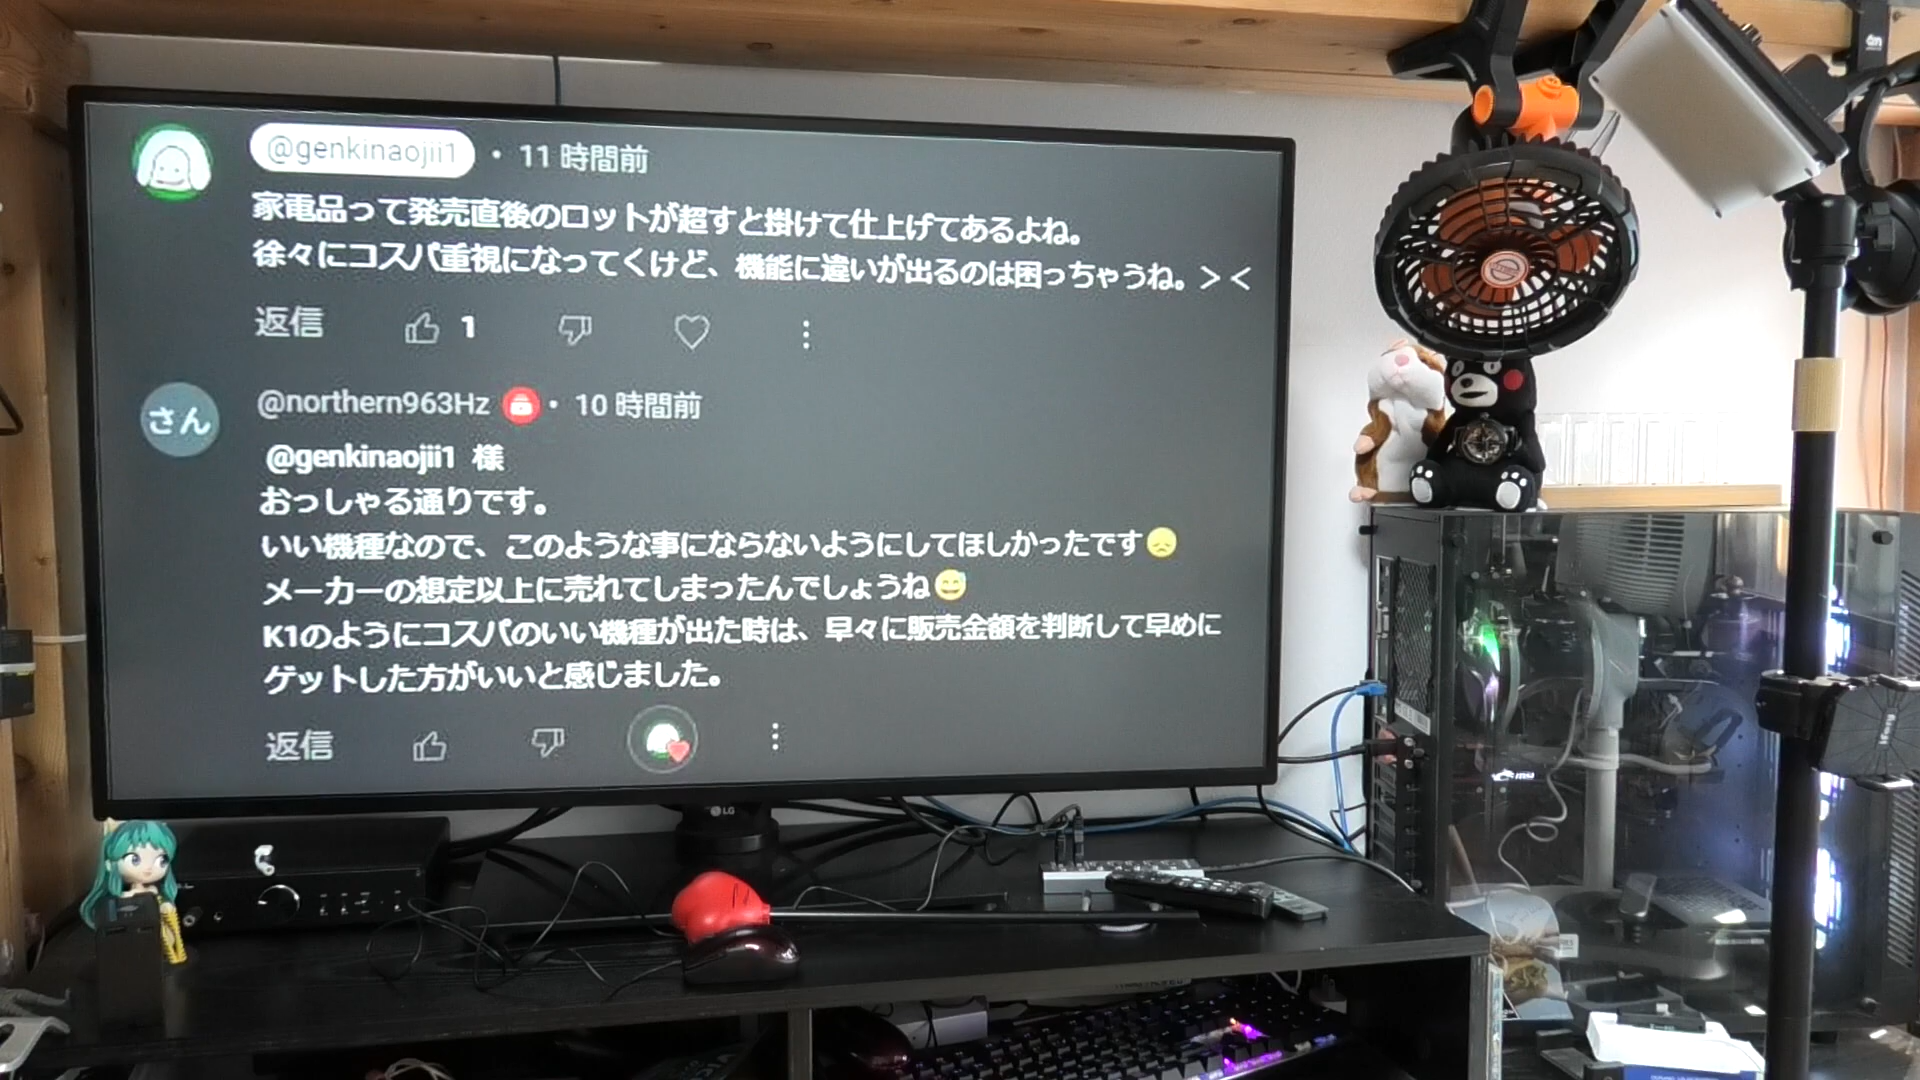 @genkinaojii1 ・ 11 時間前
家電品って発売直後のロットが超すと掛けて仕上げてあるよね。
徐々にコスパ重視になってくけど、機能に違いが出るのは困っちゃうね。＞＜
返信 1
さん
@northern963Hz ・ 10 時間前
@genkinaojii1 様
おっしゃる通りです。
いい機種なので、このような事にならないようにしてほしかったです😞
メーカーの想定以上に売れてしまったんでしょうね😅
K1のようにコスパのいい機種が出た時は、早々に販売金額を判断して早めに
ゲットした方がいいと感じました。
返信
LG
msi